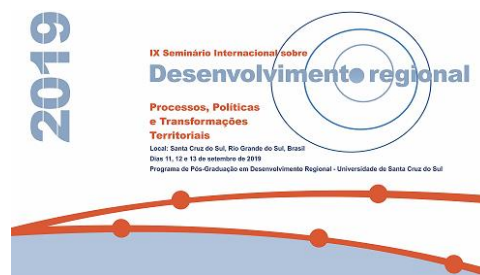 2019
IX Seminário Internacional sobre
Desenvolvimento regional
Processos, Políticas
e Transformações
Territoriais
Local: Santa Cruz do Sul, Rio Grande do Sul, Brasil
Dias 11, 12 e 13 de setembro de 2019
Programa de Pós-Graduação em Desenvolvimento Regional - Universidade de Santa Cruz do Sul